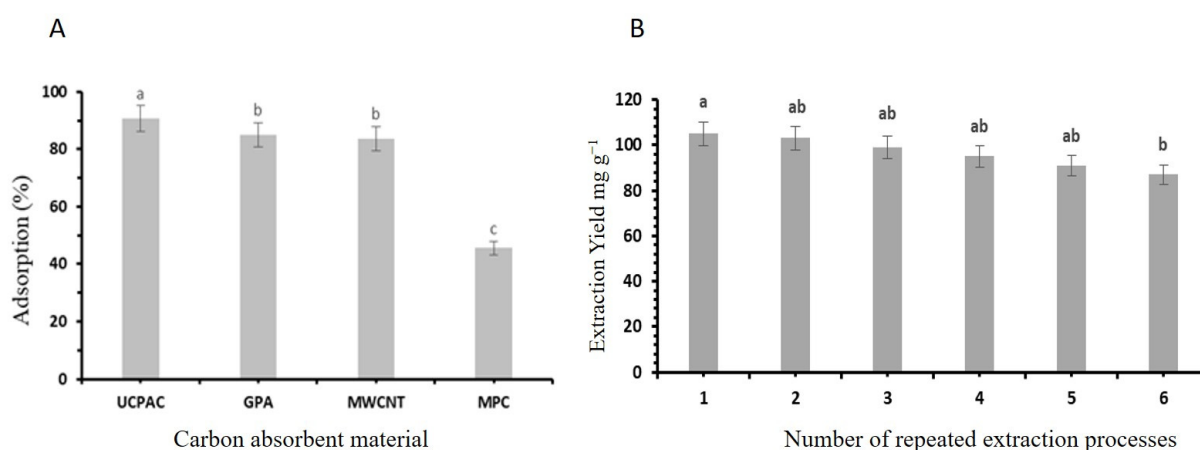 A
a
b
b
c
100
80
60
40
20
0
Adsorption (%)
UCPAC GPA MWCNT MPC
Carbon absorbent material
B
a
ab
ab
ab
ab
b
120
100
80
60
40
20
0
Extraction Yield mg g⁻¹
1 2 3 4 5 6
Number of repeated extraction processes